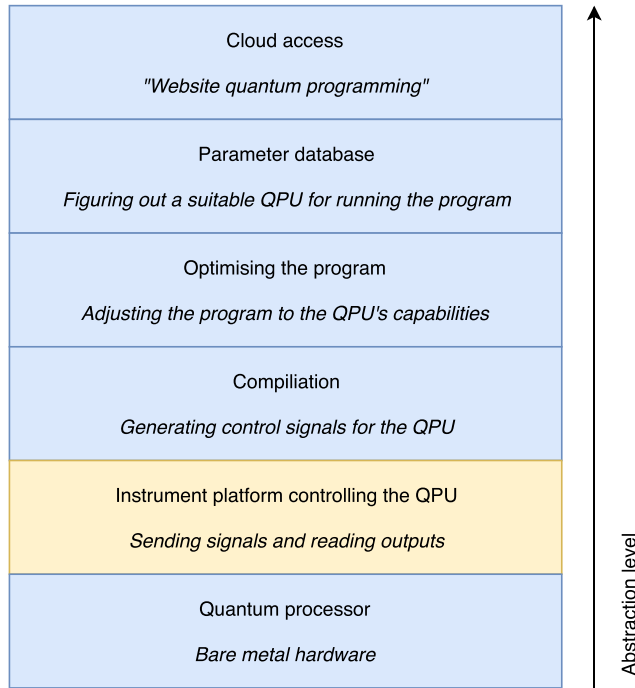 Cloud access
"Website quantum programming"
Parameter database
Figuring out a suitable QPU for running the program
Optimising the program
Adjusting the program to the QPU's capabilities
Compiliation
Generating control signals for the QPU
Instrument platform controlling the QPU
Sending signals and reading outputs
Quantum processor
Bare metal hardware
Abstraction level